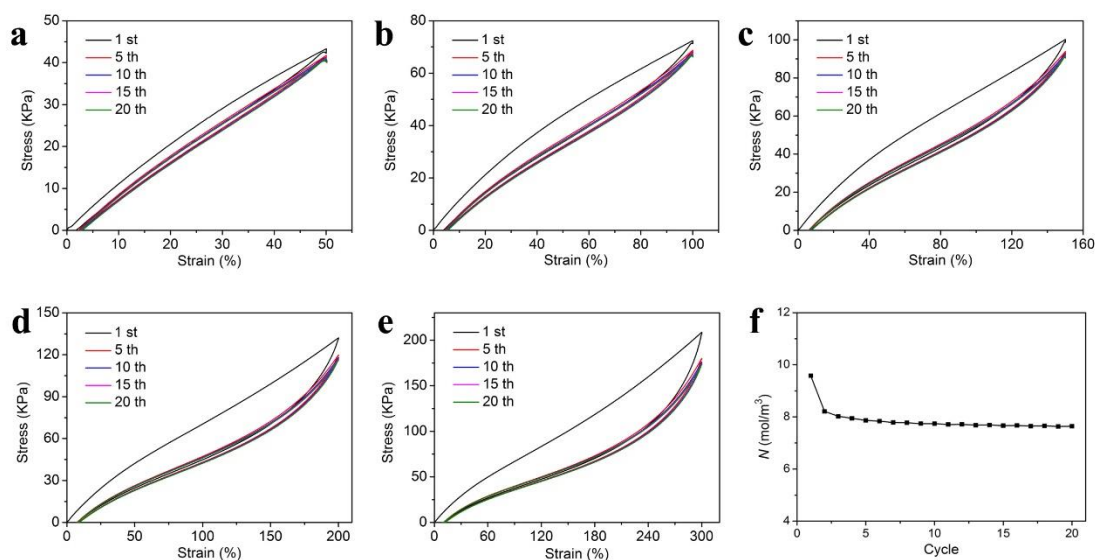 a
50
40
30
20
10
0
Stress (KPa)
1 st
5 th
10 th
15 th
20 th
0 10 20 30 40 50
Strain (%)
b
80
60
40
20
0
Stress (KPa)
1 st
5 th
10 th
15 th
20 th
0 20 40 60 80 100
Strain (%)
c
100
80
60
40
20
0
Stress (KPa)
1 st
5 th
10 th
15 th
20 th
0 40 80 120 150
Strain (%)
d
150
120
90
60
30
0
Stress (KPa)
1 st
5 th
10 th
15 th
20 th
0 50 100 150 200
Strain (%)
e
200
150
100
50
0
Stress (KPa)
1 st
5 th
10 th
15 th
20 th
0 60 120 180 240 300
Strain (%)
f
12
10
8
6
4
N (mol/m³)
0 5 10 15 20
Cycle